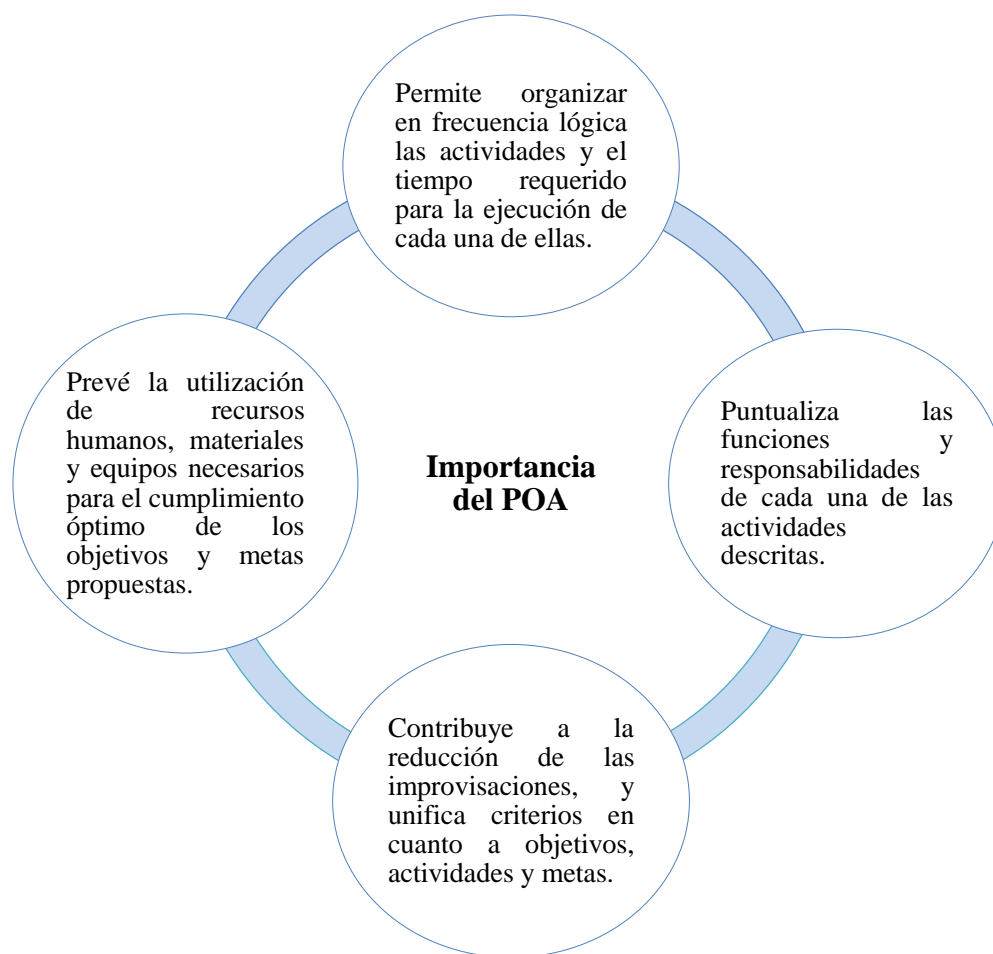 Permite organizar
en frecuencia lógica
las actividades y el
tiempo requerido
para la ejecución de
cada una de ellas.
Prevé la utilización
de recursos
humanos, materiales
y equipos necesarios
para el cumplimiento
óptimo de los
objetivos y metas
propuestas.
Importancia
del POA
Puntualiza las
funciones y
responsabilidades
de cada una de las
actividades
descritas.
Contribuye a la
reducción de las
improvisaciones, y
unifica criterios en
cuanto a objetivos,
actividades y metas.